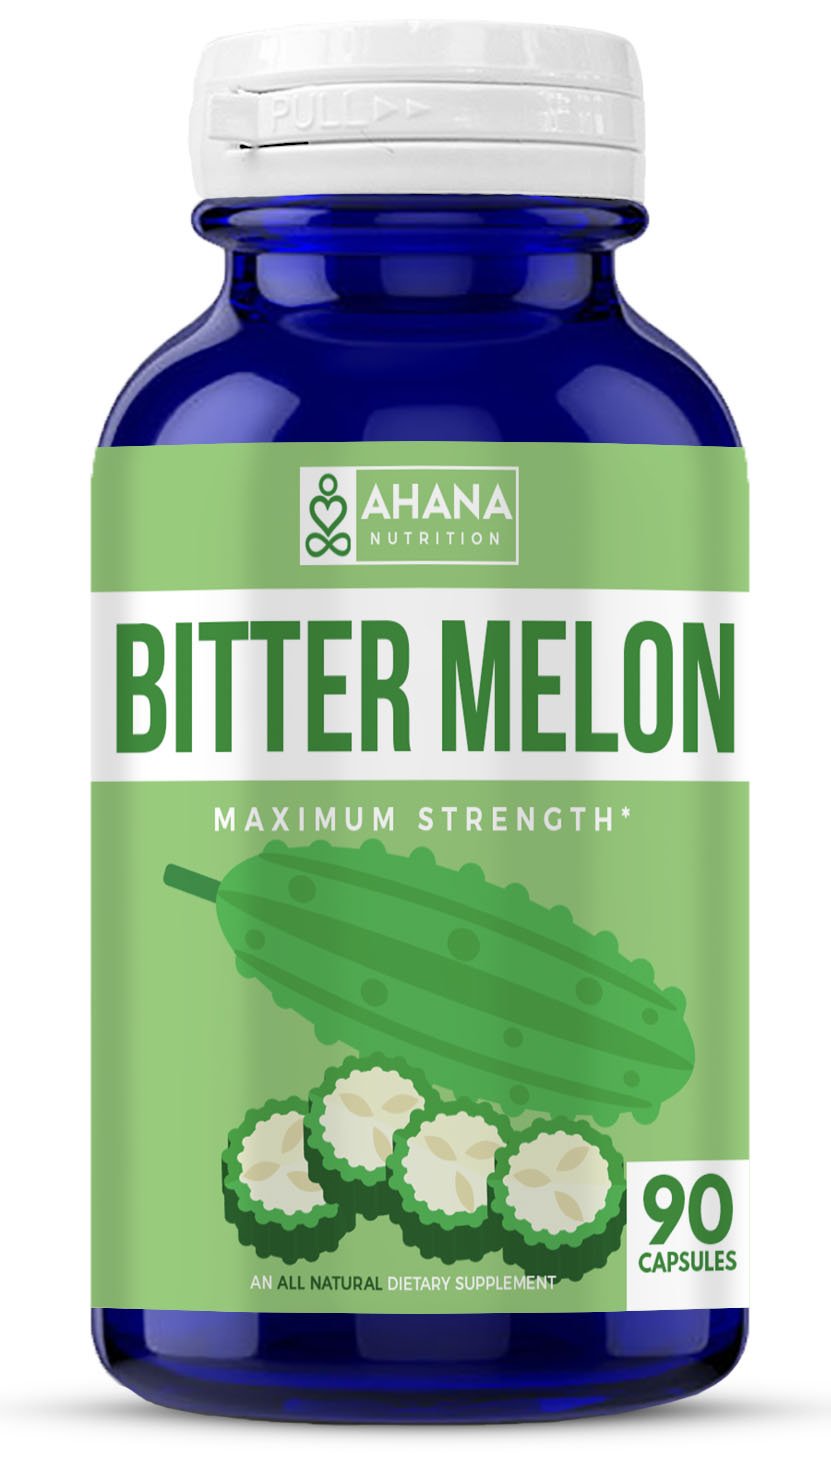 PULL
AHANA
NUTRITION
BITTER MELON
MAXIMUM STRENGTH*
90
CAPSULES
AN ALL NATURAL DIETARY SUPPLEMENT